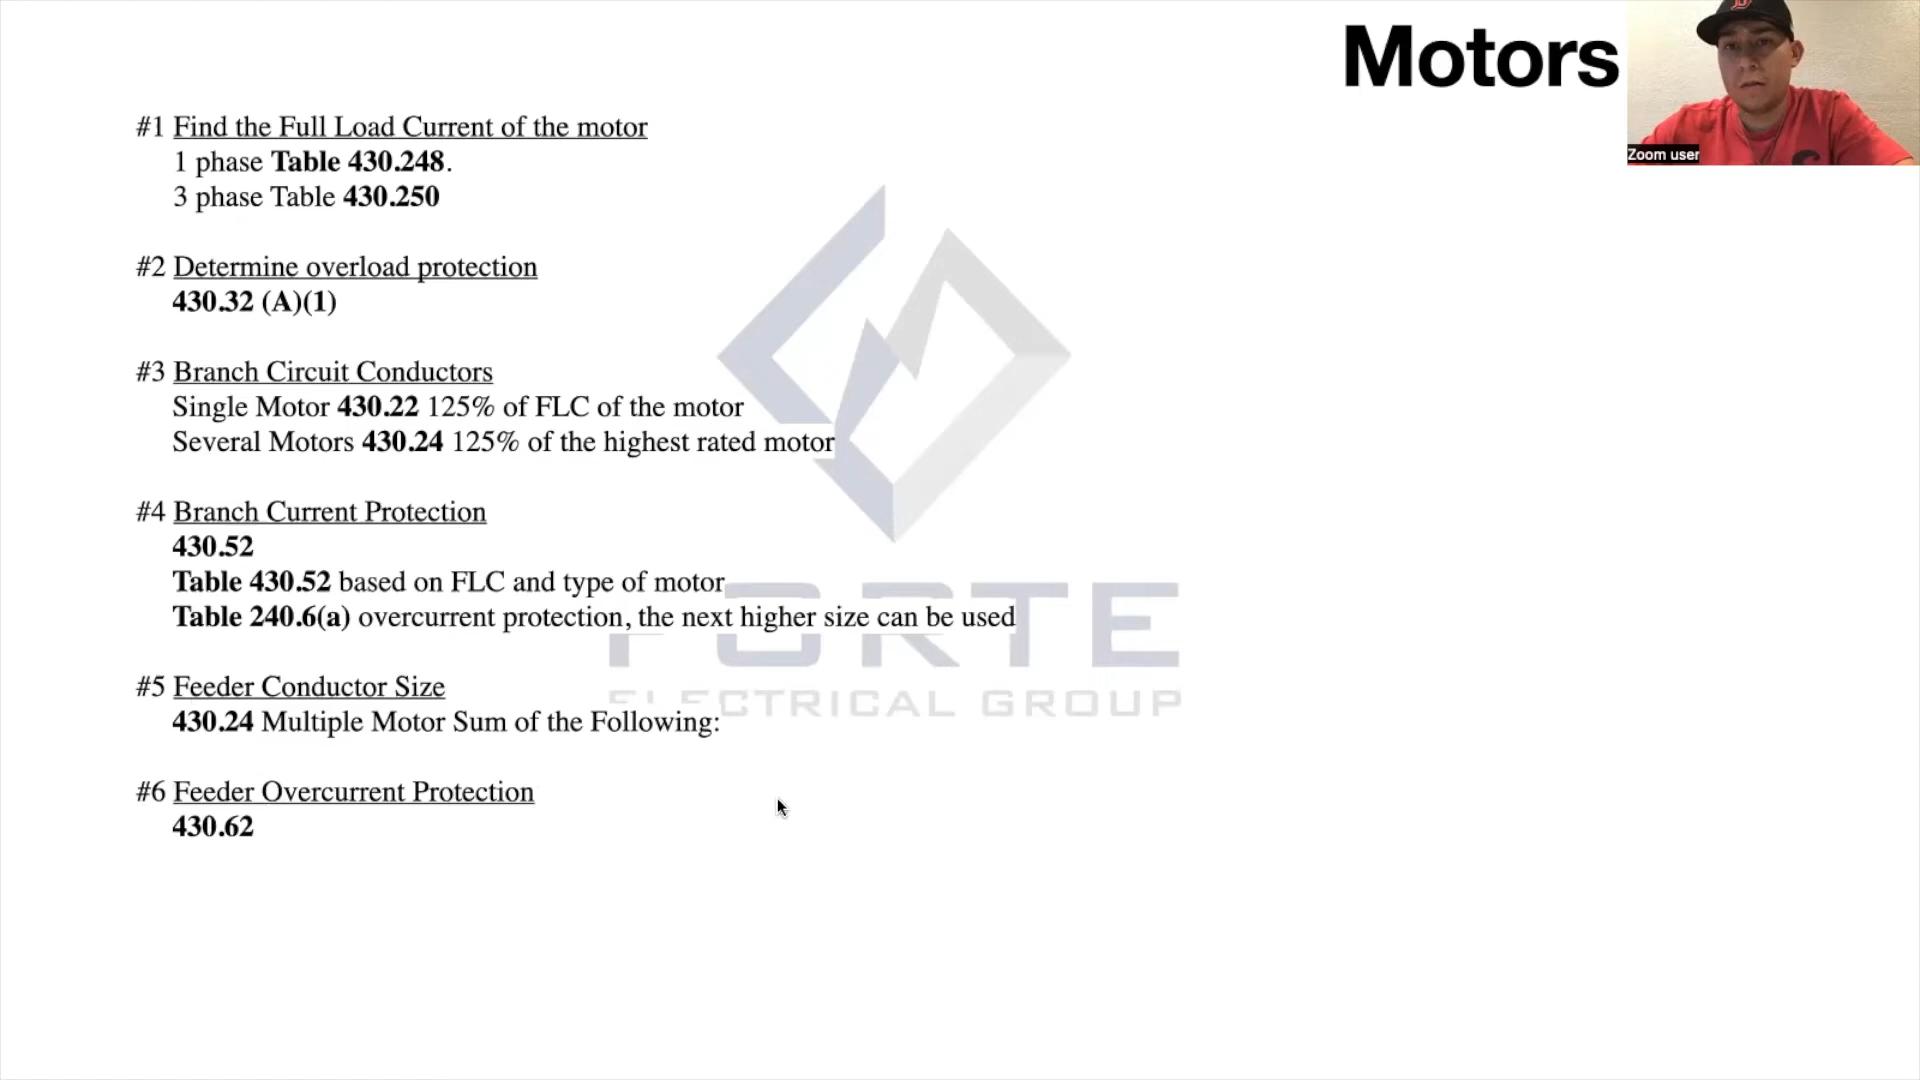 Motors
#1 Find the Full Load Current of the motor
1 phase Table 430.248.
3 phase Table 430.250
#2 Determine overload protection
430.32 (A)(1)
#3 Branch Circuit Conductors
Single Motor 430.22 125% of FLC of the motor
Several Motors 430.24 125% of the highest rated motor
#4 Branch Current Protection
430.52
Table 430.52 based on FLC and type of motor
Table 240.6(a) overcurrent protection, the next higher size can be used
#5 Feeder Conductor Size
430.24 Multiple Motor Sum of the Following:
#6 Feeder Overcurrent Protection
430.62
FORTE
ELECTRICAL GROUP
Zoom user